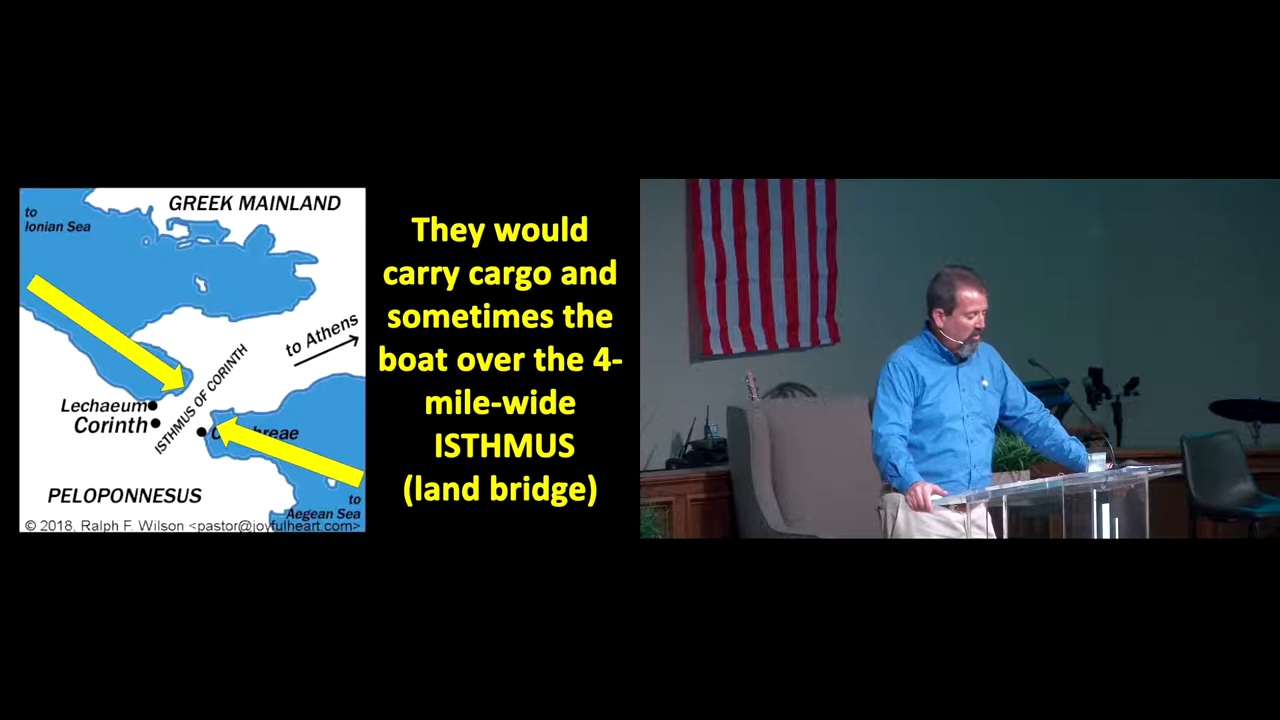 GREEK MAINLAND
to
Ionian Sea
to Athens
ISTHMUS OF CORINTH
Lechaeum
Corinth
PELOPONNESUS
to
Aegean Sea
© 2018, Ralph F. Wilson <pastor@joyfulheart.com>
They would
carry cargo and
sometimes the
boat over the 4-
mile-wide
ISTHMUS
(land bridge)